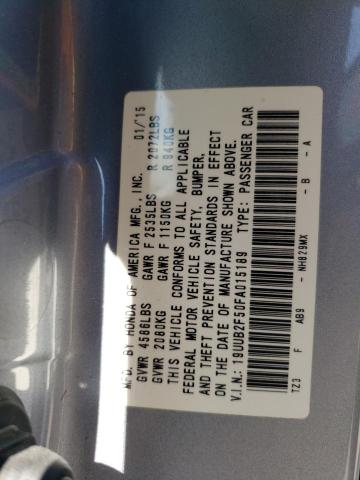 MFD. BY HONDA OF AMERICA MFG., INC. 01/'15
GVWR 4586LBS GAWR F 2535LBS R 2072LBS
GVWR 2080KG GAWR F 1150KG R 940KG
THIS VEHICLE CONFORMS TO ALL APPLICABLE
FEDERAL MOTOR VEHICLE SAFETY, BUMPER,
AND THEFT PREVENTION STANDARDS IN EFFECT
ON THE DATE OF MANUFACTURE SHOWN ABOVE.
V.I.N.: 19UUB2F50FA015199 TYPE: PASSENGER CAR
TZ3 F AB9 - NH829MX - B - A